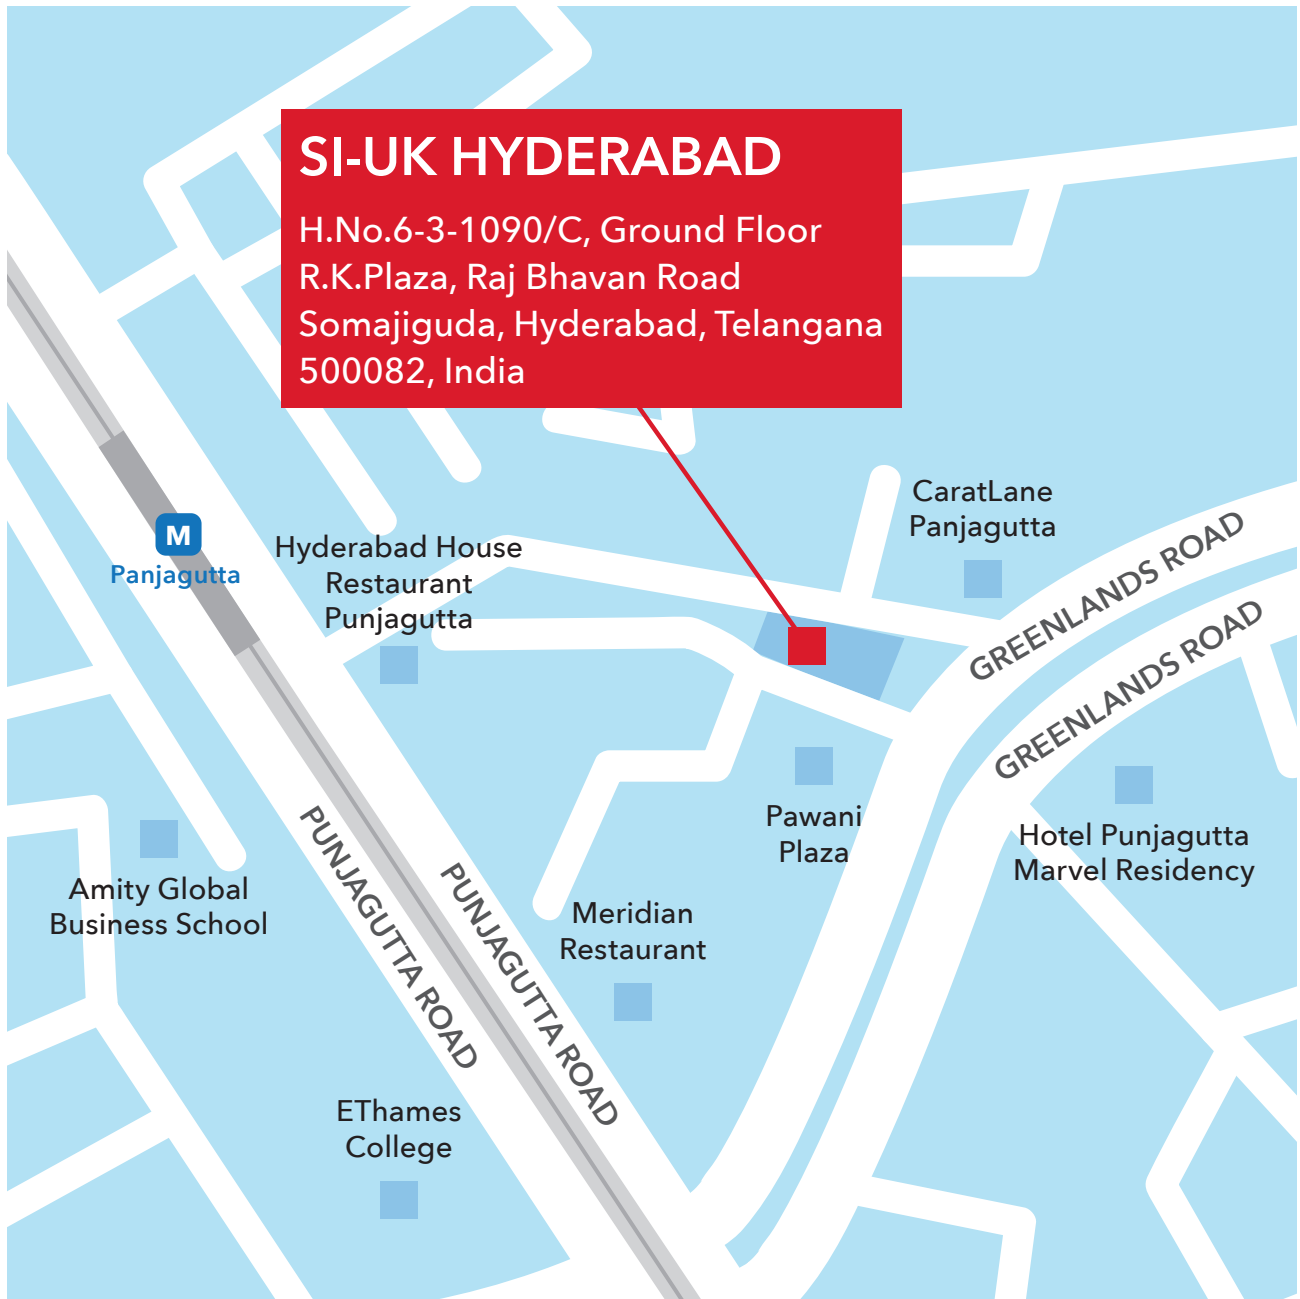 SI-UK HYDERABAD
H.No.6-3-1090/C, Ground Floor
R.K.Plaza, Raj Bhavan Road
Somajiguda, Hyderabad, Telangana
500082, India
CaratLane
Panjagutta
M
Panjagutta
Hyderabad House
Restaurant
Punjagutta
GREENLANDS ROAD
GREENLANDS ROAD
Pawani
Plaza
Hotel Punjagutta
Marvel Residency
PUNJAGUTTA ROAD
PUNJAGUTTA ROAD
Amity Global
Business School
Meridian
Restaurant
EThames
College